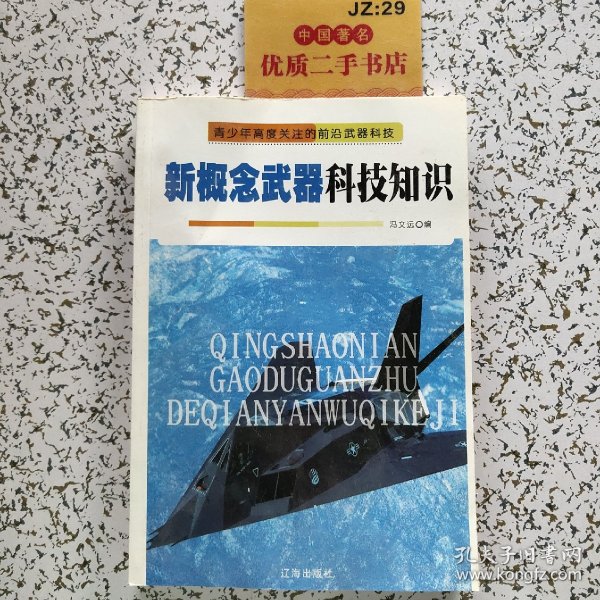 JZ:29
中国著名
优质二手书店
青少年高度关注的前沿武器科技
新概念武器科技知识
冯文远〇编
QINGSHAONIAN
GAODUGUANZHU
DEQIANYANWUQIKEJI
辽海出版社
孔夫子旧书网
www.kongfz.com